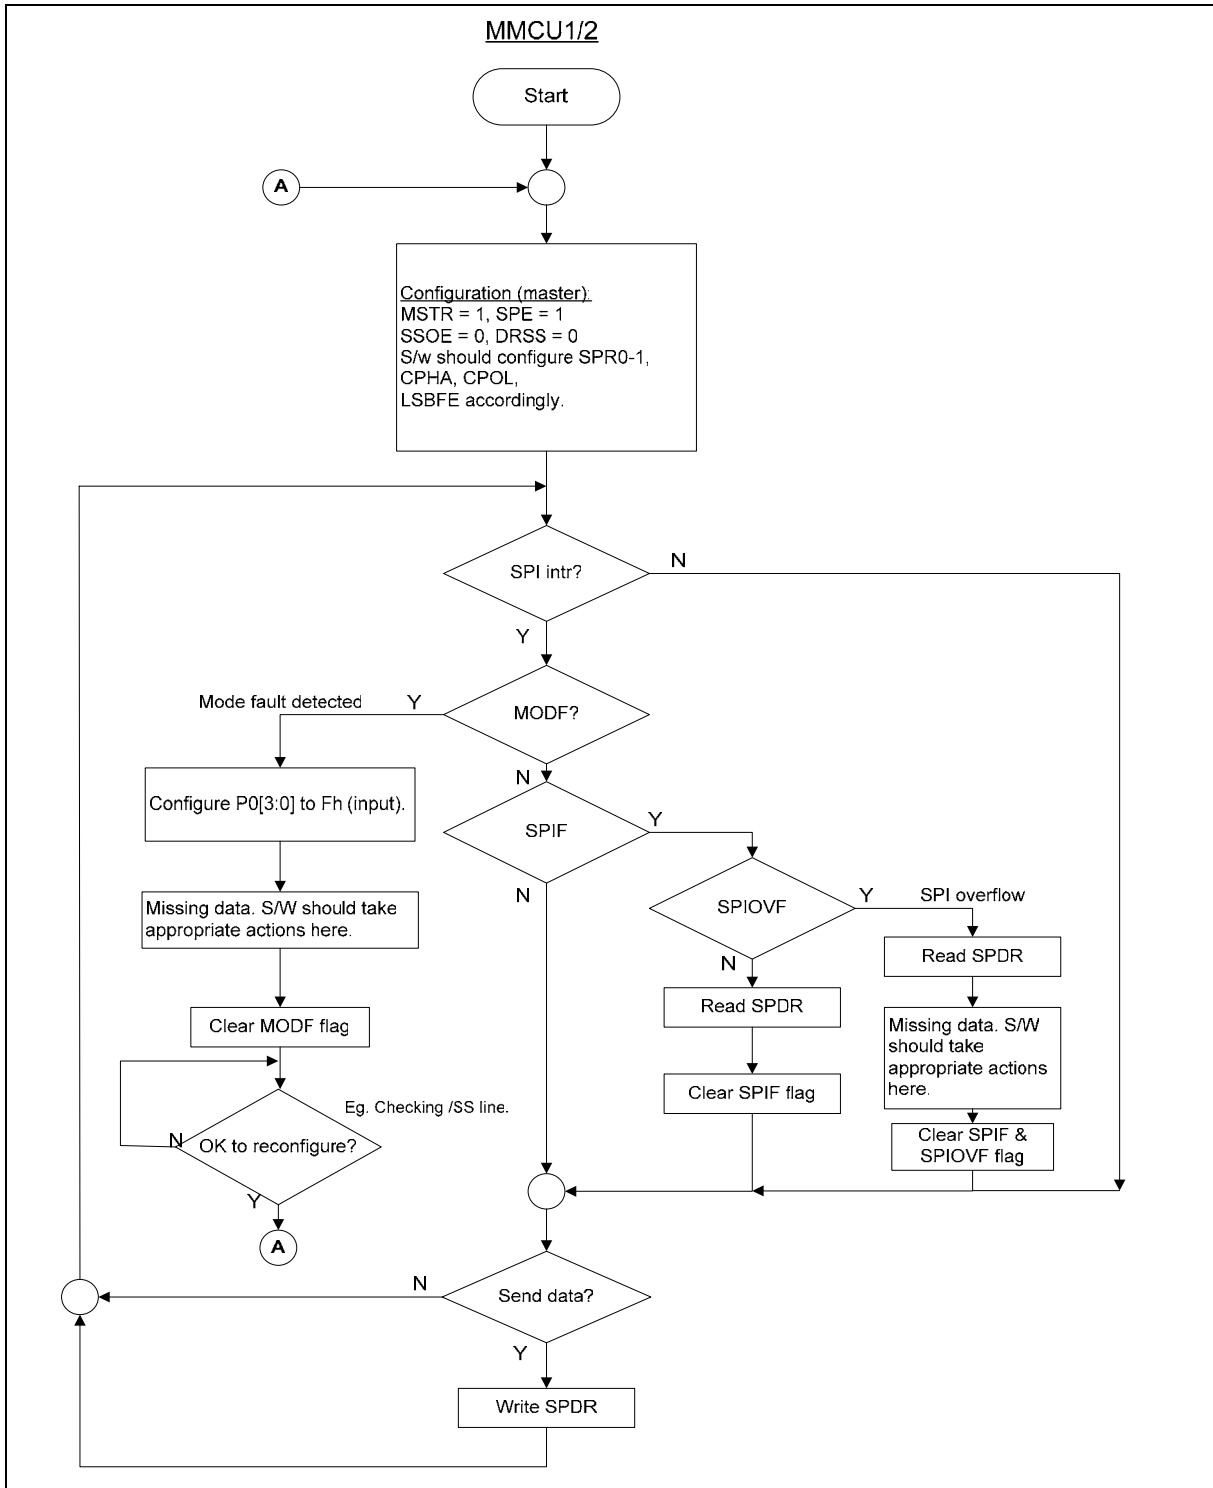 MMCU1/2
Start
A
Configuration (master):
MSTR = 1, SPE = 1
SSOE = 0, DRSS = 0
S/w should configure SPR0-1,
CPHA, CPOL,
LSBFE accordingly.
SPI intr?
N
Y
Mode fault detected
Y
MODF?
N
Configure P0[3:0] to Fh (input).
SPIF
Y
N
Missing data. S/W should take
appropriate actions here.
SPIOVF
Y
SPI overflow
N
Read SPDR
Read SPDR
Clear MODF flag
Missing data. S/W
should take
appropriate actions
here.
Clear SPIF flag
Eg. Checking /SS line.
N
OK to reconfigure?
Clear SPIF &
SPIOVF flag
Y
A
N
Send data?
Y
Write SPDR